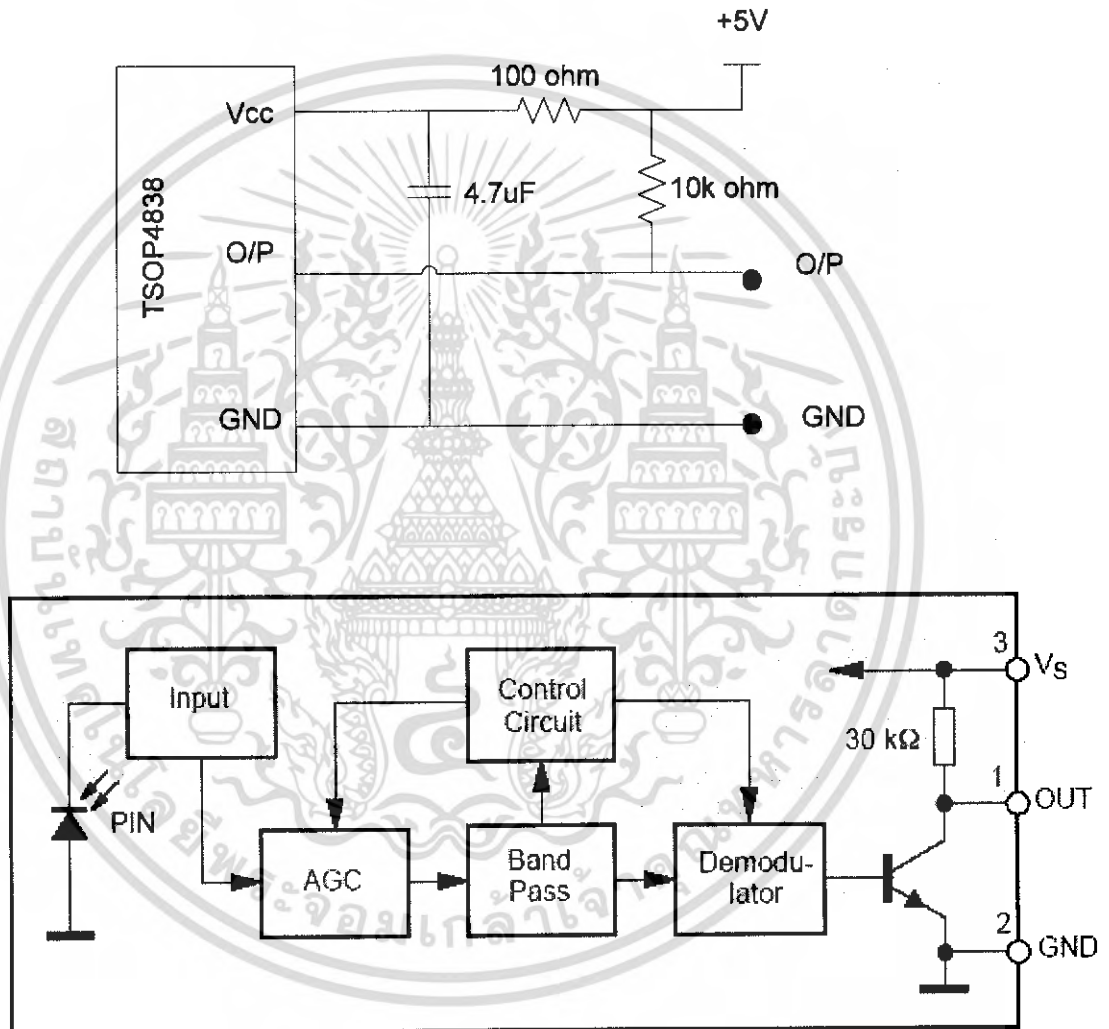 +5V
100 ohm
Vcc
4.7uF
10k ohm
TSOP4838
O/P
O/P
GND
GND
Input
Control
Circuit
3
VS
30 kΩ
1
OUT
PIN
AGC
Band
Pass
Demodu-
lator
2
GND